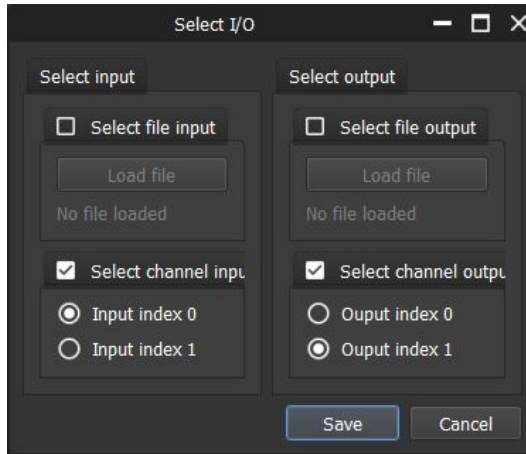 Select I/O
Select input
Select file input
Load file
No file loaded
Select channel inpu
Input index 0
Input index 1
Select output
Select file output
Load file
No file loaded
Select channel outpu
Ouput index 0
Ouput index 1
Save
Cancel